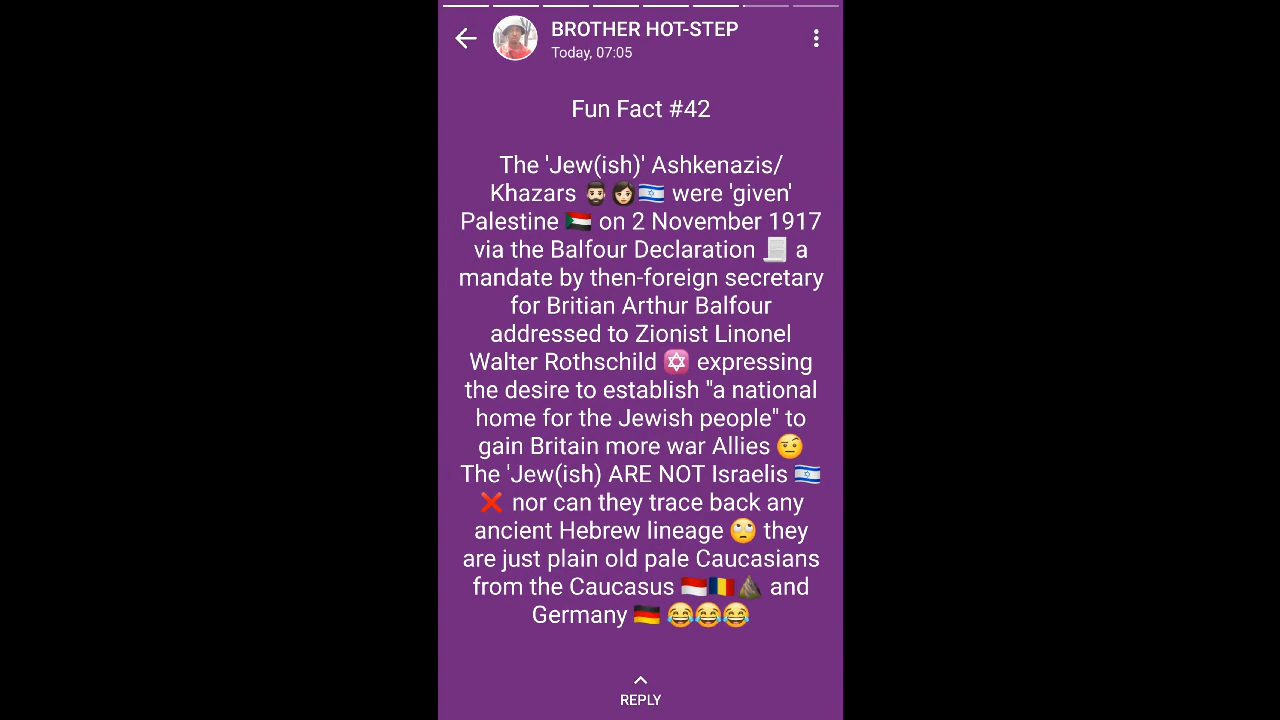 BROTHER HOT-STEP
Today, 07:05
Fun Fact #42
The 'Jew(ish)' Ashkenazis/
Khazars 🧔🏻👩🏻🇮🇱 were 'given'
Palestine 🇸🇩 on 2 November 1917
via the Balfour Declaration 📃 a
mandate by then-foreign secretary
for Britian Arthur Balfour
addressed to Zionist Linonel
Walter Rothschild 🔯 expressing
the desire to establish "a national
home for the Jewish people" to
gain Britain more war Allies 🤨
The 'Jew(ish) ARE NOT Israelis 🇮🇱
❌ nor can they trace back any
ancient Hebrew lineage 🙄 they
are just plain old pale Caucasians
from the Caucasus 🇮🇩🇷🇴⛰️ and
Germany 🇩🇪 😂😂😂
REPLY